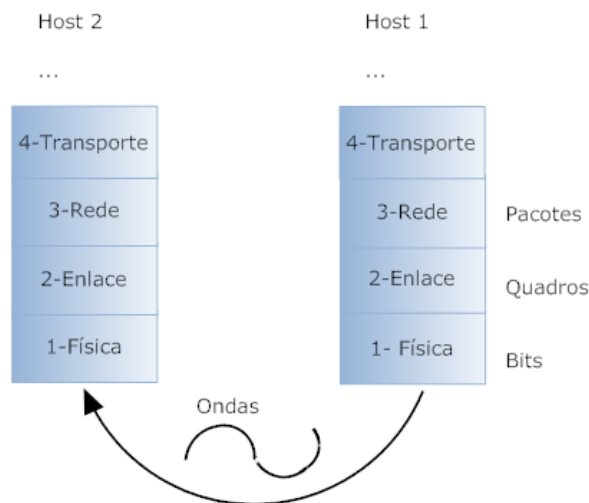 Host 2 Host 1
... ...
4-Transporte 4-Transporte
3-Rede 3-Rede Pacotes
2-Enlace 2-Enlace Quadros
1-Física 1- Física Bits
Ondas